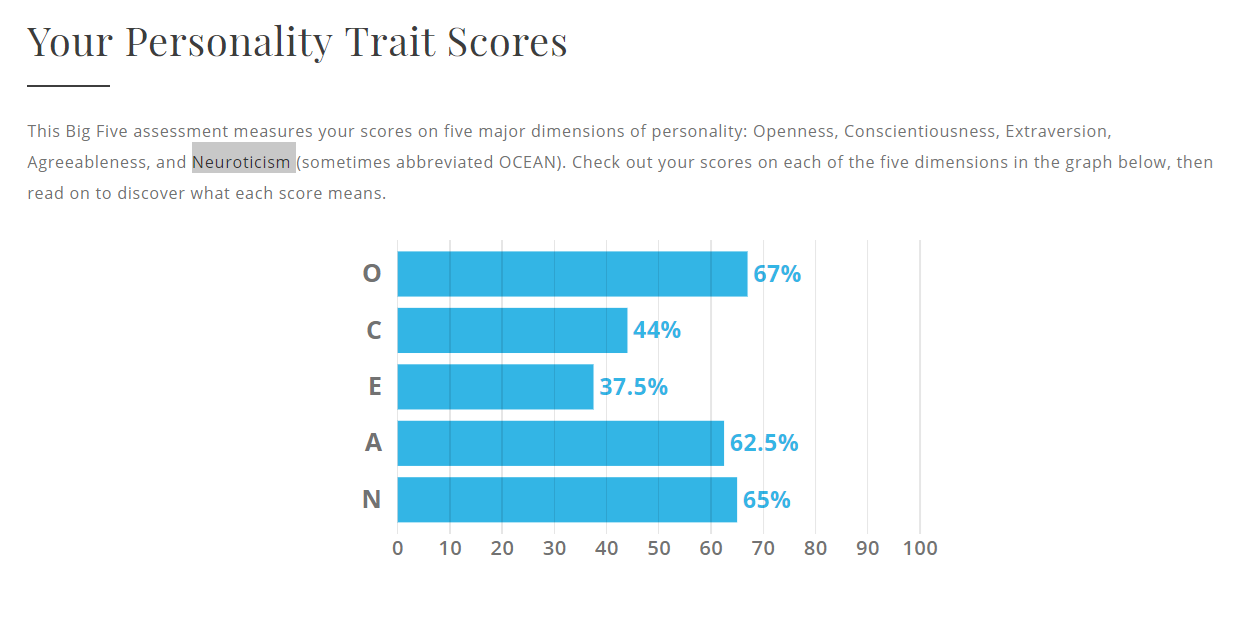 Your Personality Trait Scores
This Big Five assessment measures your scores on five major dimensions of personality: Openness, Conscientiousness, Extraversion,
Agreeableness, and Neuroticism (sometimes abbreviated OCEAN). Check out your scores on each of the five dimensions in the graph below, then
read on to discover what each score means.
O 67%
C 44%
E 37.5%
A 62.5%
N 65%
0 10 20 30 40 50 60 70 80 90 100